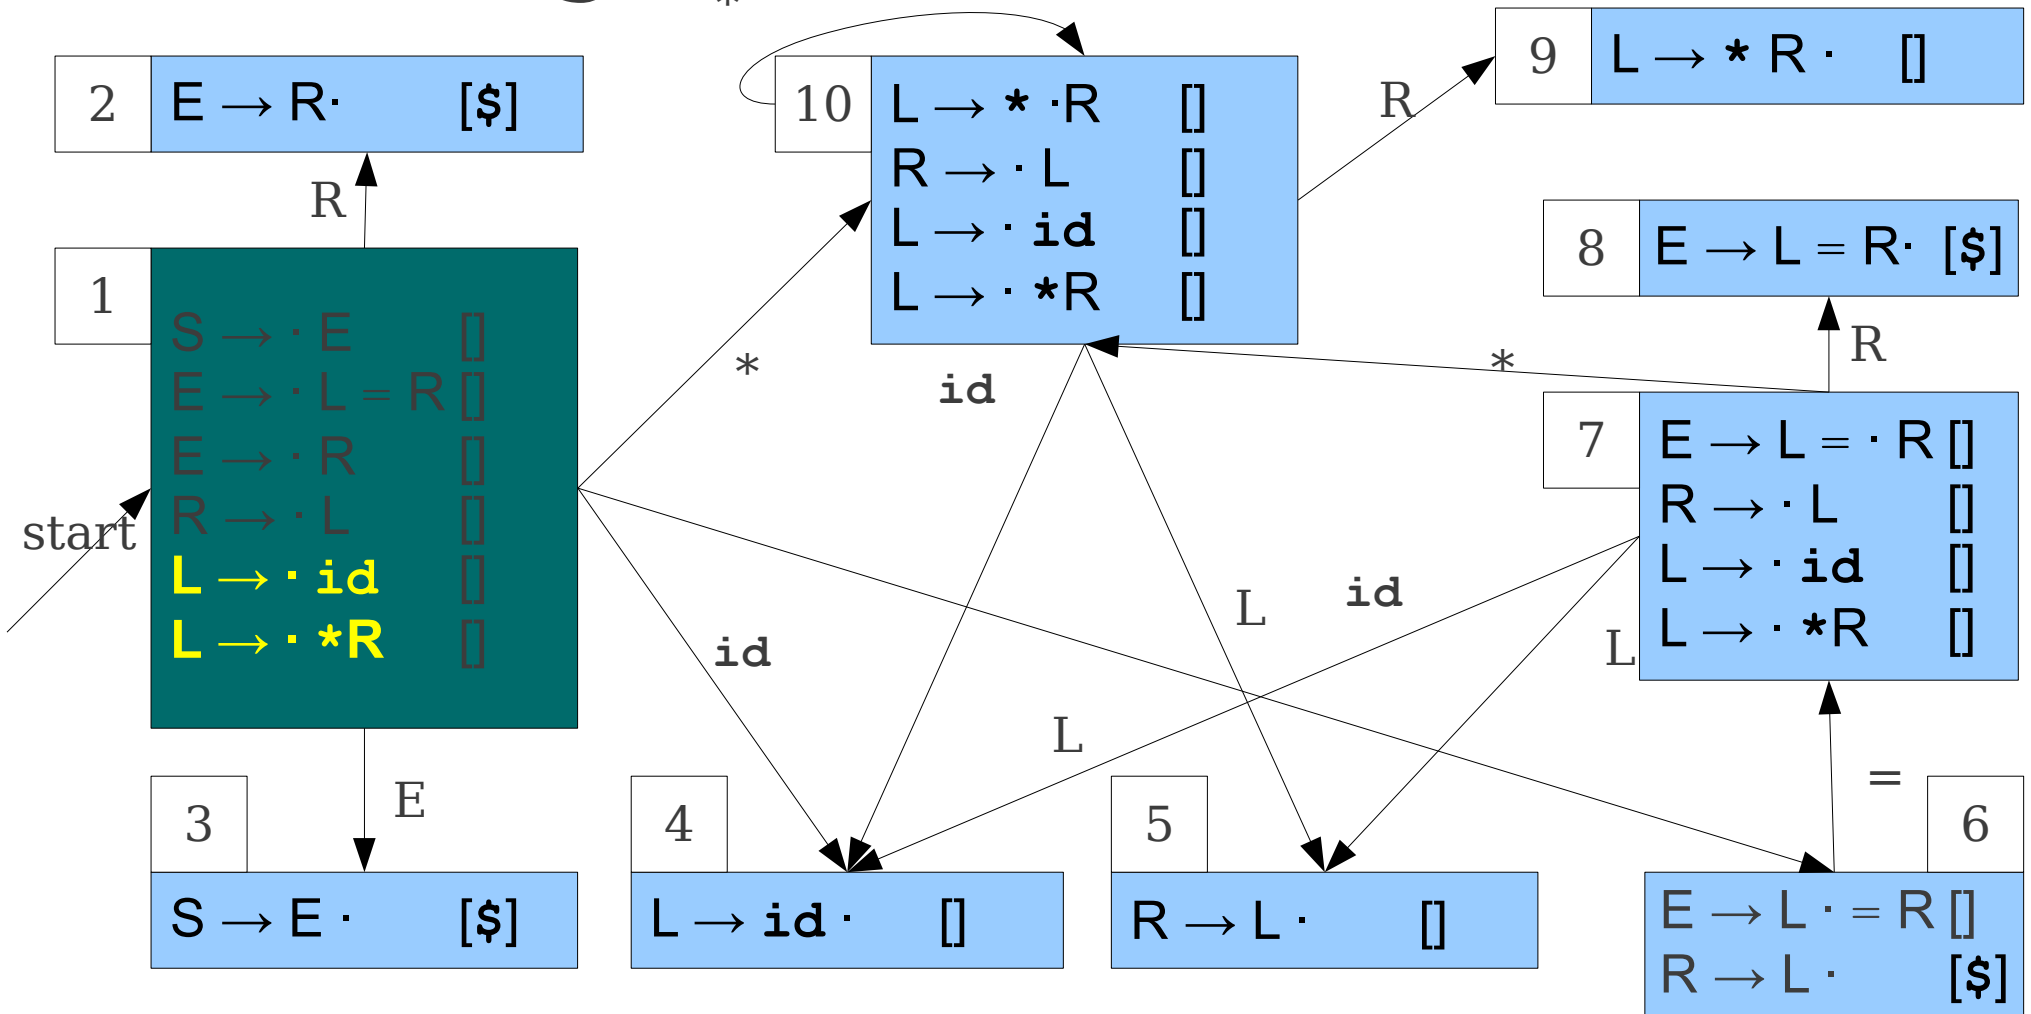 *
2
E → R· [$]
R
1
S → · E []
E → · L = R []
E → · R []
R → · L []
L → · id []
L → · *R []
start
E
3
S → E · [$]
10
L → * ·R []
R → · L []
L → · id []
L → · *R []
*
id
id
L
L
id
4
L → id · []
5
R → L · []
R
9
L → * R · []
8
E → L = R· [$]
R
*
7
E → L = · R []
R → · L []
L → · id []
L → · *R []
L
=
6
E → L · = R []
R → L · [$]